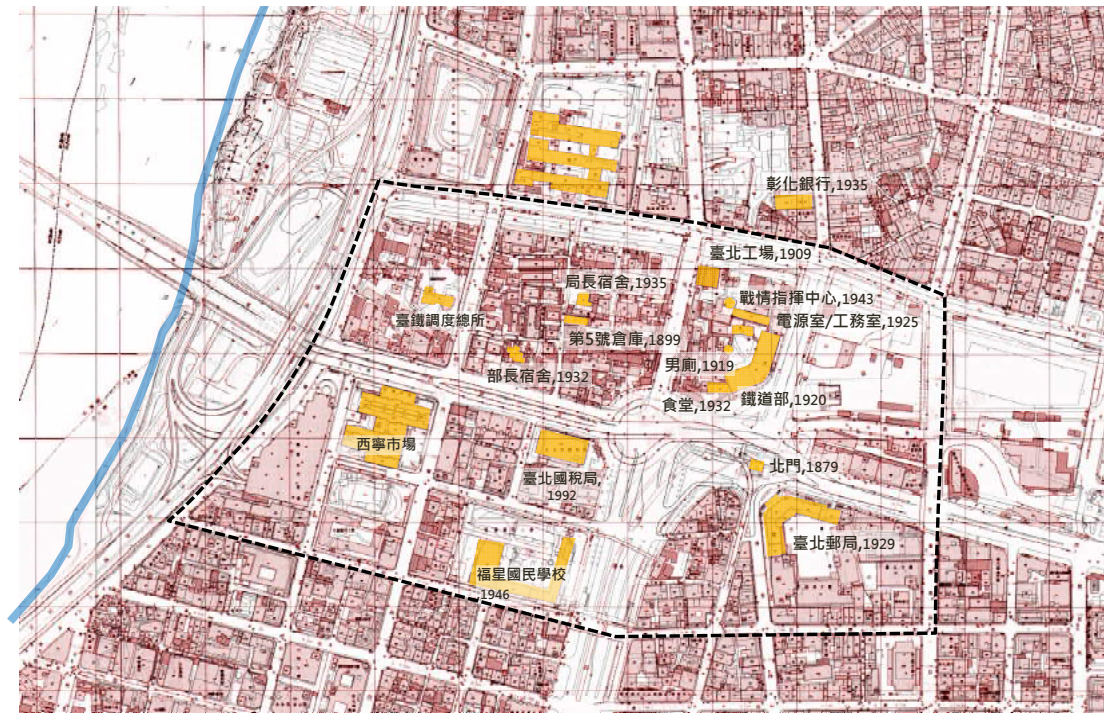 彰化銀行,1935
臺北工場,1909
局長宿舍,1935
戰情指揮中心,1943
臺鐵調度總所
電源室/工務室,1925
第5號倉庫,1899
男廁,1919
部長宿舍,1932
食堂,1932
鐵道部,1920
西寧市場
北門,1879
臺北國稅局,
1992
臺北郵局,1929
福星國民學校
,1946